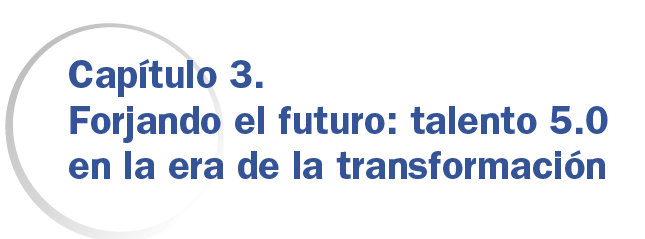 Capítulo 3.
Forjando el futuro: talento 5.0
en la era de la transformación